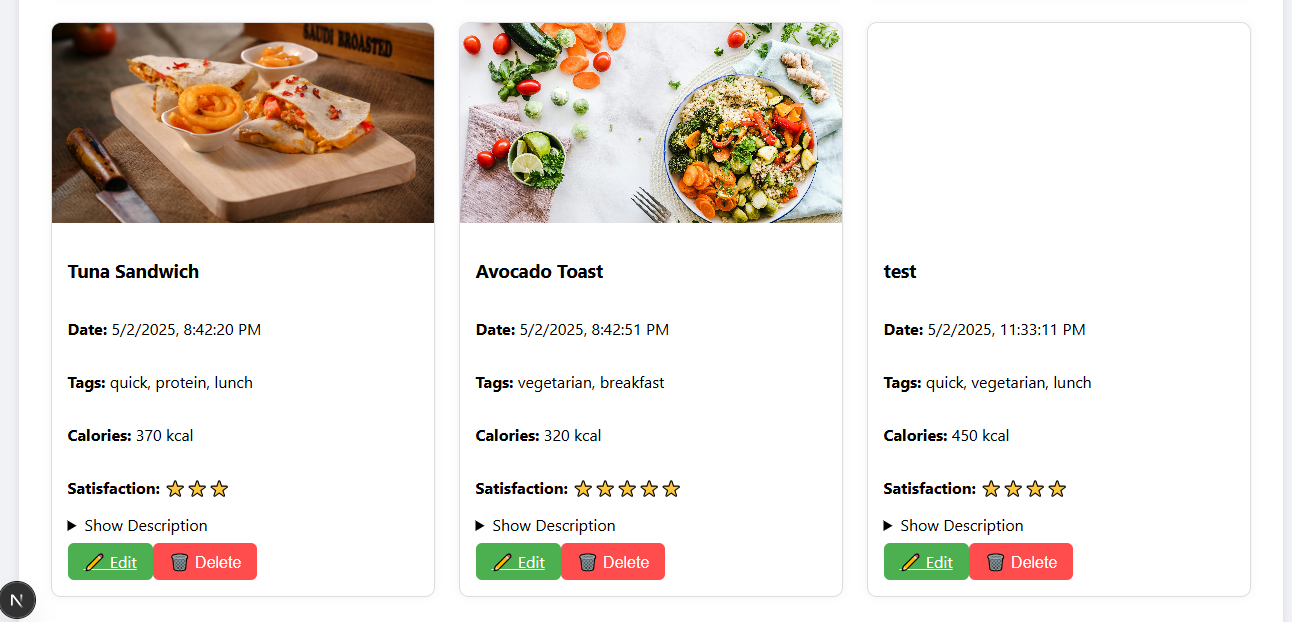 SAUDI BROASTED
Tuna Sandwich
Date: 5/2/2025, 8:42:20 PM
Tags: quick, protein, lunch
Calories: 370 kcal
Satisfaction: ⭐⭐⭐
▶ Show Description
✏️ Edit 🗑️ Delete
Avocado Toast
Date: 5/2/2025, 8:42:51 PM
Tags: vegetarian, breakfast
Calories: 320 kcal
Satisfaction: ⭐⭐⭐⭐⭐
▶ Show Description
✏️ Edit 🗑️ Delete
test
Date: 5/2/2025, 11:33:11 PM
Tags: quick, vegetarian, lunch
Calories: 450 kcal
Satisfaction: ⭐⭐⭐⭐
▶ Show Description
✏️ Edit 🗑️ Delete
N